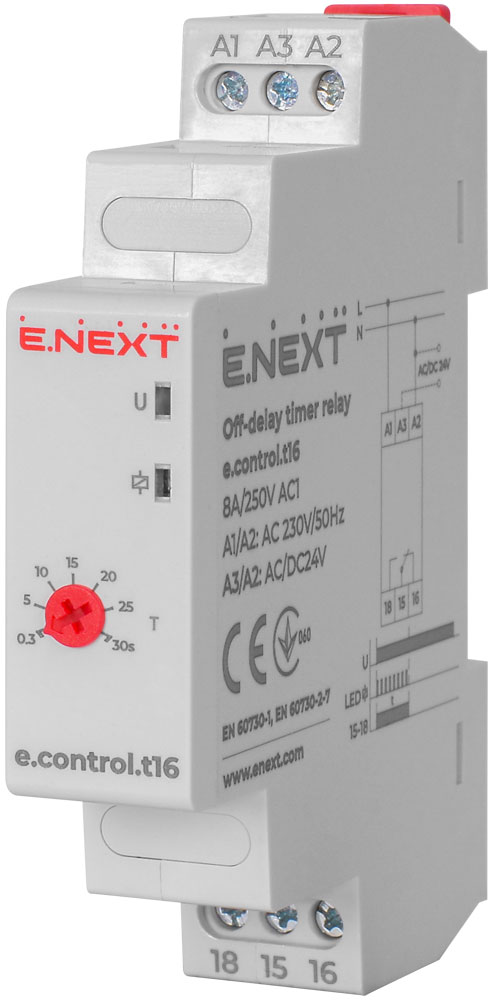 A1 A3 A2
E.NEXT
U
15
10 20
5 25
T
0.3 30s
e.control.t16
E.NEXT
Off-delay timer relay
e.control.t16
8A/250V AC1
A1/A2: AC 230V/50Hz
A3/A2: AC/DC24V
CE 060
EN 60730-1, EN 60730-2-7
www.enext.com
L
N
AC/DC 24V
A1 A3 A2
18 15 16
U
LED
t
15-18
18 15 16